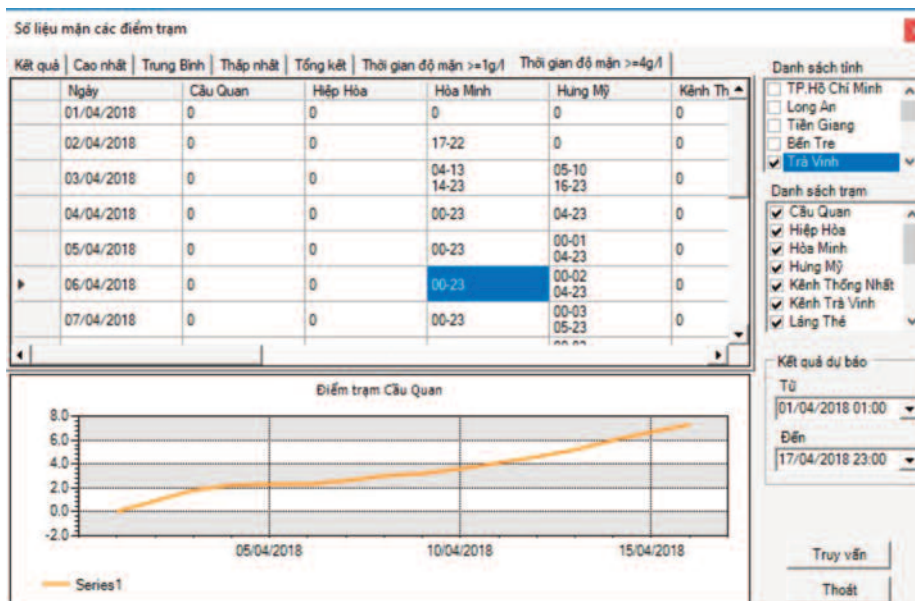 Số liệu mặn các điểm trạm
Kết quả Cao nhất Trung Bình Thấp nhất Tổng kết Thời gian độ mặn >=1g/l Thời gian độ mặn >=4g/l
Ngày Cầu Quan Hiệp Hòa Hòa Minh Hưng Mỹ Kênh Th
01/04/2018 0 0 0 0 0
02/04/2018 0 0 17-22 0 0
03/04/2018 0 0 04-13 14-23 05-10 16-23 0
04/04/2018 0 0 00-23 04-23 0
05/04/2018 0 0 00-23 00-01 04-23 0
06/04/2018 0 0 00-23 00-02 04-23 0
07/04/2018 0 0 00-23 00-03 05-23 0
Danh sách tỉnh
TP.Hồ Chí Minh
Long An
Tiền Giang
Bến Tre
Trà Vinh
Danh sách trạm
Cầu Quan
Hiệp Hòa
Hòa Minh
Hưng Mỹ
Kênh Thống Nhất
Kênh Trà Vinh
Láng Thé
Kết quả dự báo
Từ
01/04/2018 01:00
Đến
17/04/2018 23:00
Truy vấn
Thoát
Điểm trạm Cầu Quan
8.0
6.0
4.0
2.0
0.0
-2.0
05/04/2018 10/04/2018 15/04/2018
Series1